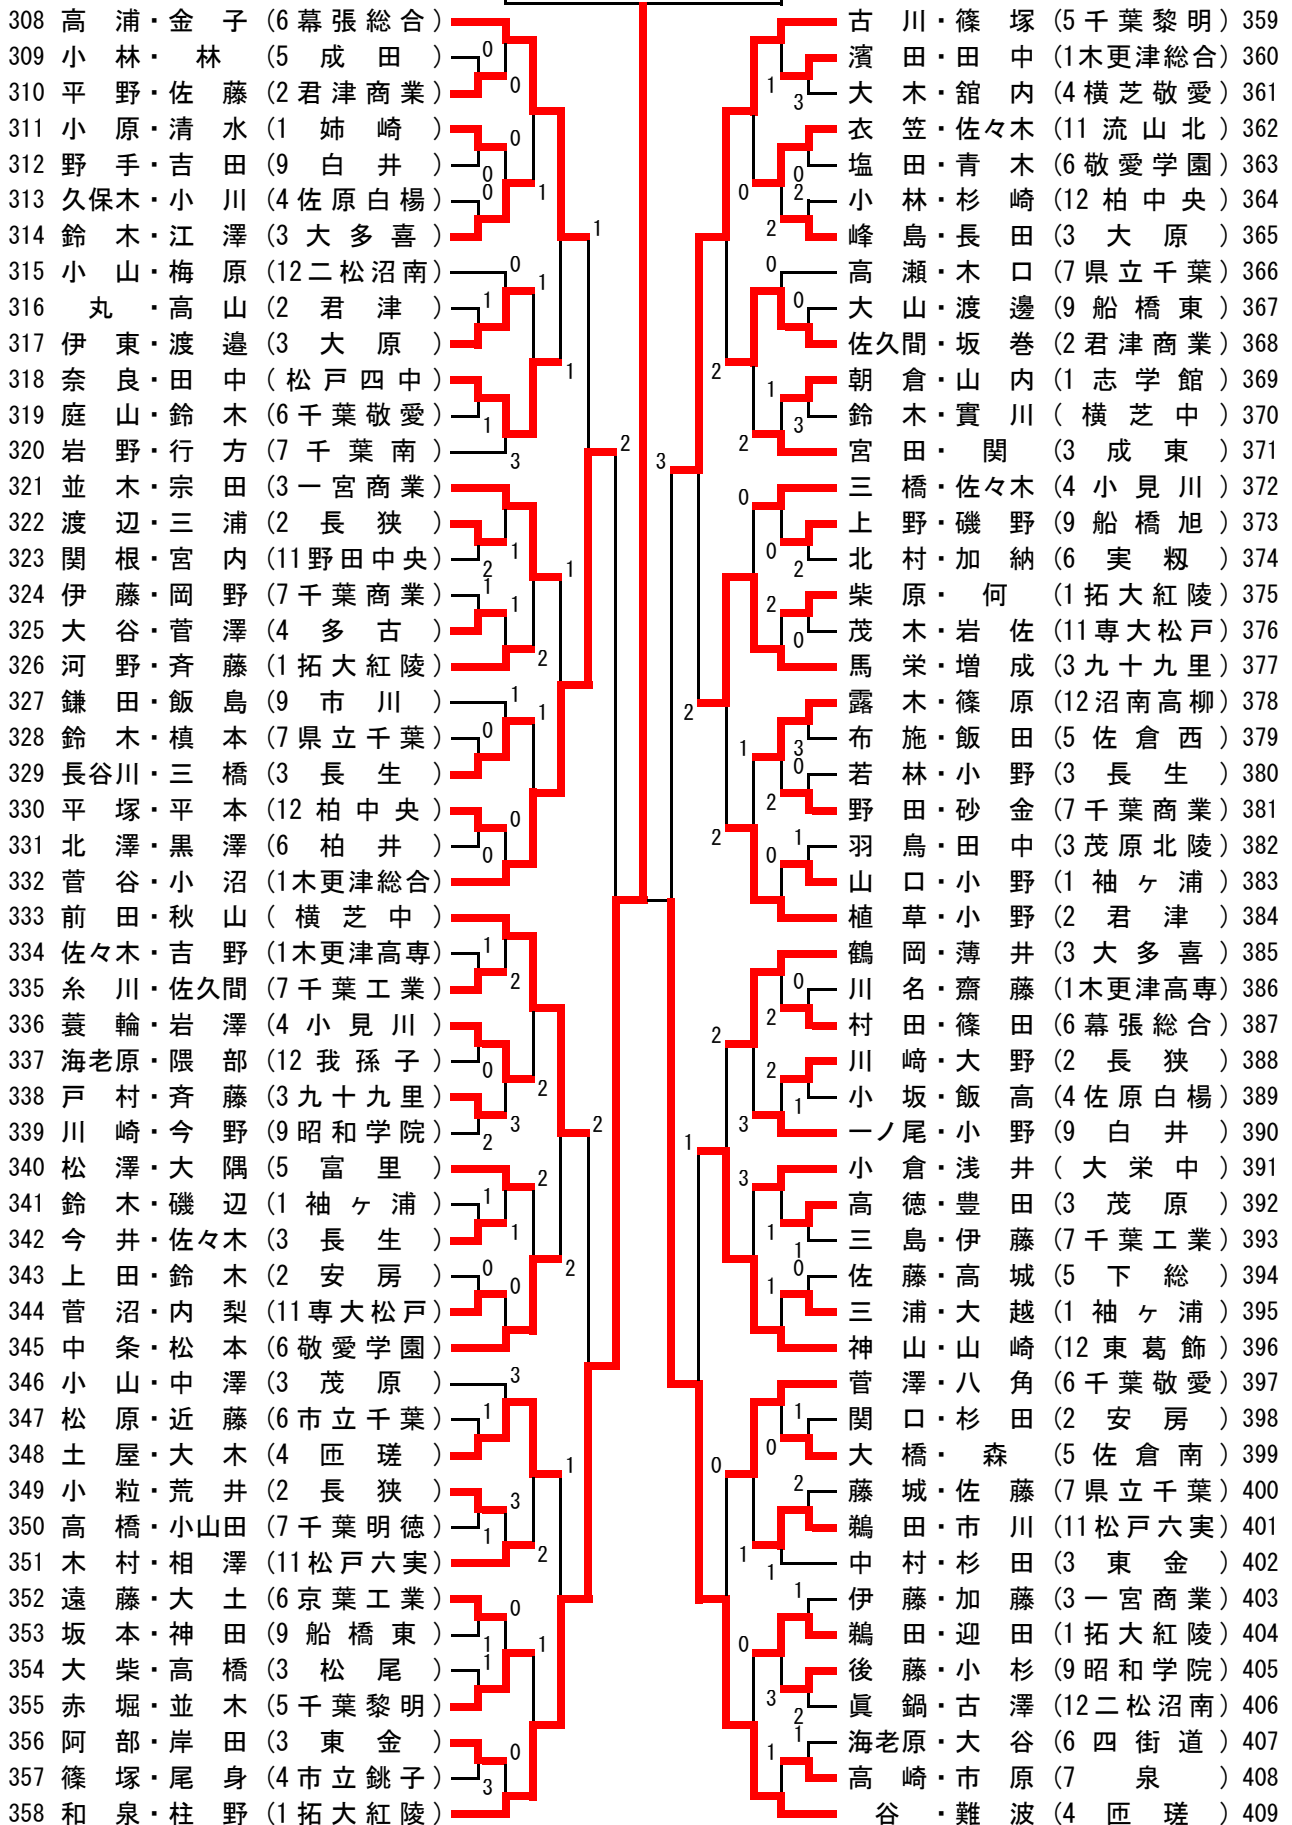 308 高 浦・金 子 (6 幕張総合)
309 小 林・ 林 (5 成 田)
310 平 野・佐 藤 (2 君津商業)
311 小 原・清 水 (1 姉 崎)
312 野 手・吉 田 (9 白 井)
313 久保木・小 川 (4 佐原白楊)
314 鈴 木・江 澤 (3 大 多 喜)
315 小 山・梅 原 (12 二松沼南)
316 丸 ・高 山 (2 君 津)
317 伊 東・渡 邉 (3 大 原)
318 奈 良・田 中 (松戸四中)
319 庭 山・鈴 木 (6 千葉敬愛)
320 岩 野・行 方 (7 千 葉 南)
321 並 木・宗 田 (3 一宮商業)
322 渡 辺・三 浦 (2 長 狭)
323 関 根・宮 内 (11 野田中央)
324 伊 藤・岡 野 (7 千葉商業)
325 大 谷・菅 澤 (4 多 古)
326 河 野・斉 藤 (1 拓大紅陵)
327 鎌 田・飯 島 (9 市 川)
328 鈴 木・槙 本 (7 県立千葉)
329 長谷川・三 橋 (3 長 生)
330 平 塚・平 本 (12 柏 中 央)
331 北 澤・黒 澤 (6 柏 井)
332 菅 谷・小 沼 (1 木更津総合)
333 前 田・秋 山 (横 芝 中)
334 佐々木・吉 野 (1 木更津高専)
335 糸 川・佐久間 (7 千葉工業)
336 蓑 輪・岩 澤 (4 小 見 川)
337 海老原・隈 部 (12 我 孫 子)
338 戸 村・斉 藤 (3 九十九里)
339 川 崎・今 野 (9 昭和学院)
340 松 澤・大 隅 (5 富 里)
341 鈴 木・磯 辺 (1 袖 ヶ 浦)
342 今 井・佐々木 (3 長 生)
343 上 田・鈴 木 (2 安 房)
344 菅 沼・内 梨 (11 専大松戸)
345 中 条・松 本 (6 敬愛学園)
346 小 山・中 澤 (3 茂 原)
347 松 原・近 藤 (6 市立千葉)
348 土 屋・大 木 (4 匝 瑳)
349 小 粒・荒 井 (2 長 狭)
350 高 橋・小山田 (7 千葉明徳)
351 木 村・相 澤 (11 松戸六実)
352 遠 藤・大 土 (6 京葉工業)
353 坂 本・神 田 (9 船 橋 東)
354 大 柴・高 橋 (3 松 尾)
355 赤 堀・並 木 (5 千葉黎明)
356 阿 部・岸 田 (3 東 金)
357 篠 塚・尾 身 (4 市立銚子)
358 和 泉・柱 野 (1 拓大紅陵)
古 川・篠 塚 (5 千葉黎明) 359
濱 田・田 中 (1 木更津総合) 360
大 木・舘 内 (4 横芝敬愛) 361
衣 笠・佐々木 (11 流 山 北) 362
塩 田・青 木 (6 敬愛学園) 363
小 林・杉 崎 (12 柏 中 央) 364
峰 島・長 田 (3 大 原) 365
高 瀬・木 口 (7 県立千葉) 366
大 山・渡 邊 (9 船 橋 東) 367
佐久間・坂 巻 (2 君津商業) 368
朝 倉・山 内 (1 志 学 館) 369
鈴 木・實 川 (横 芝 中) 370
宮 田・ 関 (3 成 東) 371
三 橋・佐々木 (4 小 見 川) 372
上 野・磯 野 (9 船 橋 旭) 373
北 村・加 納 (6 実 籾) 374
柴 原・ 何 (1 拓大紅陵) 375
茂 木・岩 佐 (11 専大松戸) 376
馬 栄・増 成 (3 九十九里) 377
露 木・篠 原 (12 沼南高柳) 378
布 施・飯 田 (5 佐 倉 西) 379
若 林・小 野 (3 長 生) 380
野 田・砂 金 (7 千葉商業) 381
羽 鳥・田 中 (3 茂原北陵) 382
山 口・小 野 (1 袖 ヶ 浦) 383
植 草・小 野 (2 君 津) 384
鶴 岡・薄 井 (3 大 多 喜) 385
川 名・齋 藤 (1 木更津高専) 386
村 田・篠 田 (6 幕張総合) 387
川 﨑・大 野 (2 長 狭) 388
小 坂・飯 高 (4 佐原白楊) 389
一ノ尾・小 野 (9 白 井) 390
小 倉・浅 井 (大 栄 中) 391
高 徳・豊 田 (3 茂 原) 392
三 島・伊 藤 (7 千葉工業) 393
佐 藤・高 城 (5 下 総) 394
三 浦・大 越 (1 袖 ヶ 浦) 395
神 山・山 崎 (12 東 葛 飾) 396
菅 澤・八 角 (6 千葉敬愛) 397
関 口・杉 田 (2 安 房) 398
大 橋・ 森 (5 佐 倉 南) 399
藤 城・佐 藤 (7 県立千葉) 400
鵜 田・市 川 (11 松戸六実) 401
中 村・杉 田 (3 東 金) 402
伊 藤・加 藤 (3 一宮商業) 403
鵜 田・迎 田 (1 拓大紅陵) 404
後 藤・小 杉 (9 昭和学院) 405
眞 鍋・古 澤 (12 二松沼南) 406
海老原・大 谷 (6 四 街 道) 407
高 崎・市 原 (7 泉) 408
谷 ・難 波 (4 匝 瑳) 409